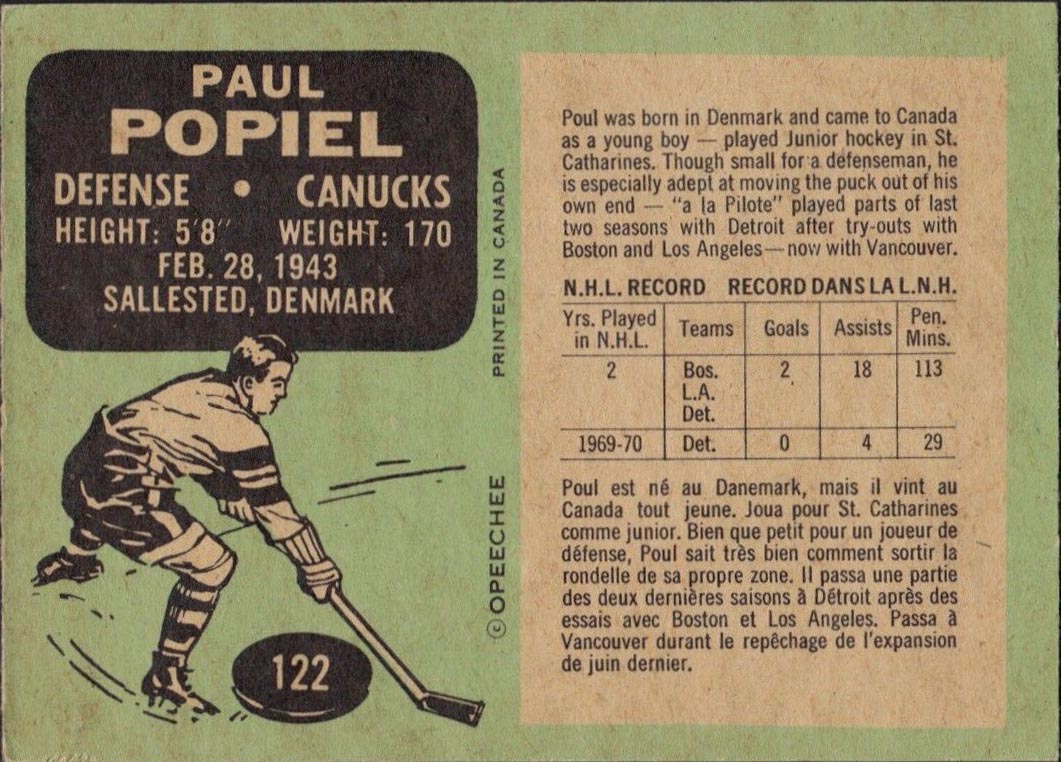 PAUL
POPIEL
DEFENSE • CANUCKS
HEIGHT: 5'8" WEIGHT: 170
FEB. 28, 1943
SALLESTED, DENMARK
122
© OPEECHEE PRINTED IN CANADA
Poul was born in Denmark and came to Canada
as a young boy — played Junior hockey in St.
Catharines. Though small for a defenseman, he
is especially adept at moving the puck out of his
own end — "a la Pilote" played parts of last
two seasons with Detroit after try-outs with
Boston and Los Angeles—now with Vancouver.
N.H.L. RECORD RECORD DANS LA L.N.H.
Yrs. Played in N.H.L. Teams Goals Assists Pen. Mins.
2 Bos. 2 18 113
L.A.
Det.
1969-70 Det. 0 4 29
Poul est né au Danemark, mais il vint au
Canada tout jeune. Joua pour St. Catharines
comme junior. Bien que petit pour un joueur de
défense, Poul sait très bien comment sortir la
rondelle de sa propre zone. Il passa une partie
des deux dernières saisons à Détroit après des
essais avec Boston et Los Angeles. Passa à
Vancouver durant le repêchage de l'expansion
de juin dernier.